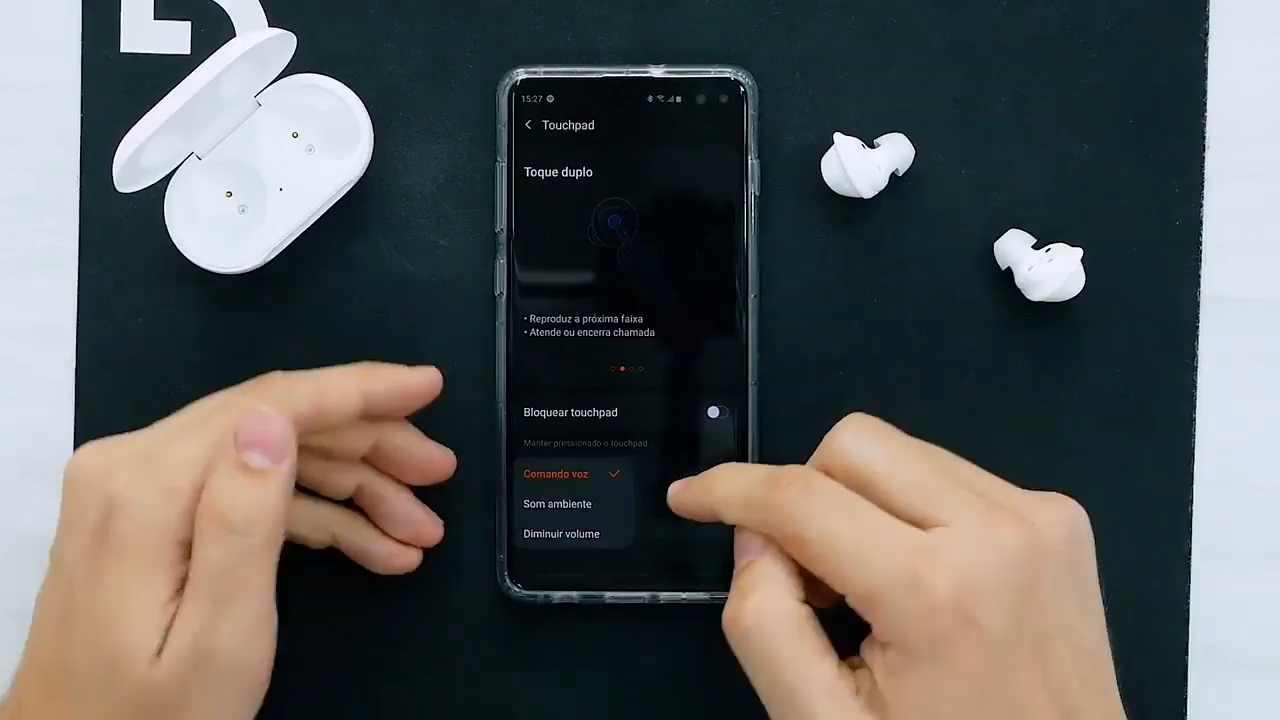 15:27
Touchpad
Toque duplo
• Reproduz a próxima faixa
• Atende ou encerra chamada
Bloquear touchpad
Manter pressionado o touchpad
Comando voz
Som ambiente
Diminuir volume